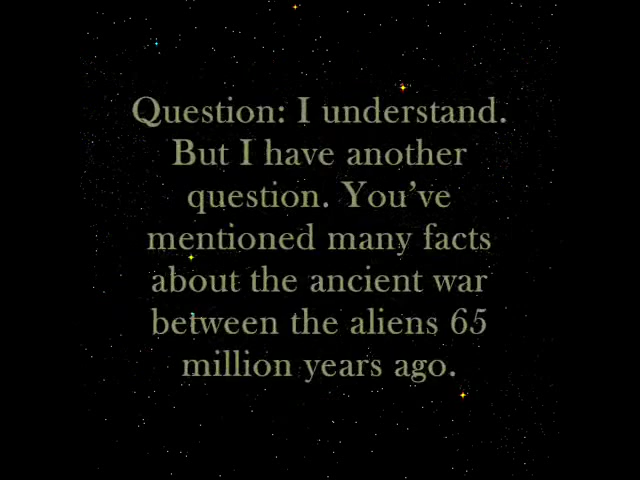 Question: I understand.
But I have another
question. You’ve
mentioned many facts
about the ancient war
between the aliens 65
million years ago.